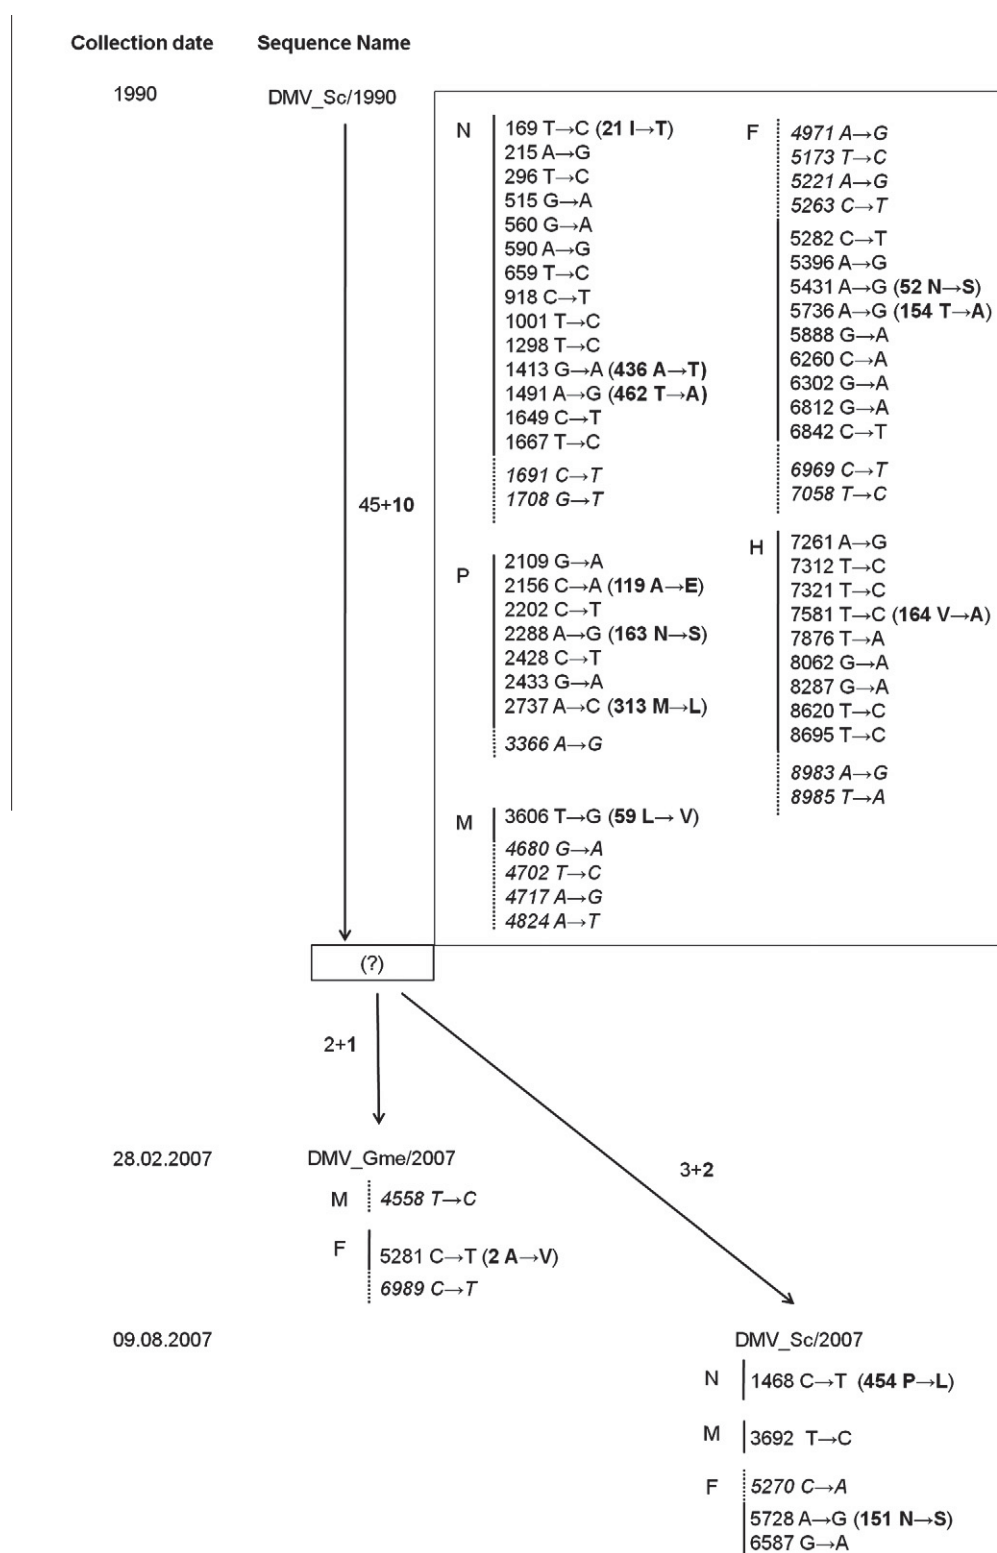 Collection date Sequence Name
1990 DMV_Sc/1990
N
169 T→C (21 I→T)
215 A→G
296 T→C
515 G→A
560 G→A
590 A→G
659 T→C
918 C→T
1001 T→C
1298 T→C
1413 G→A (436 A→T)
1491 A→G (462 T→A)
1649 C→T
1667 T→C
1691 C→T
1708 G→T
P
2109 G→A
2156 C→A (119 A→E)
2202 C→T
2288 A→G (163 N→S)
2428 C→T
2433 G→A
2737 A→C (313 M→L)
3366 A→G
M
3606 T→G (59 L→ V)
4680 G→A
4702 T→C
4717 A→G
4824 A→T
F
4971 A→G
5173 T→C
5221 A→G
5263 C→T
5282 C→T
5396 A→G
5431 A→G (52 N→S)
5736 A→G (154 T→A)
5888 G→A
6260 C→A
6302 G→A
6812 G→A
6842 C→T
6969 C→T
7058 T→C
H
7261 A→G
7312 T→C
7321 T→C
7581 T→C (164 V→A)
7876 T→A
8062 G→A
8287 G→A
8620 T→C
8695 T→C
8983 A→G
8985 T→A
45+10
(?)
2+1
3+2
28.02.2007 DMV_Gme/2007
M 4558 T→C
F 5281 C→T (2 A→V)
6989 C→T
09.08.2007 DMV_Sc/2007
N 1468 C→T (454 P→L)
M 3692 T→C
F 5270 C→A
5728 A→G (151 N→S)
6587 G→A